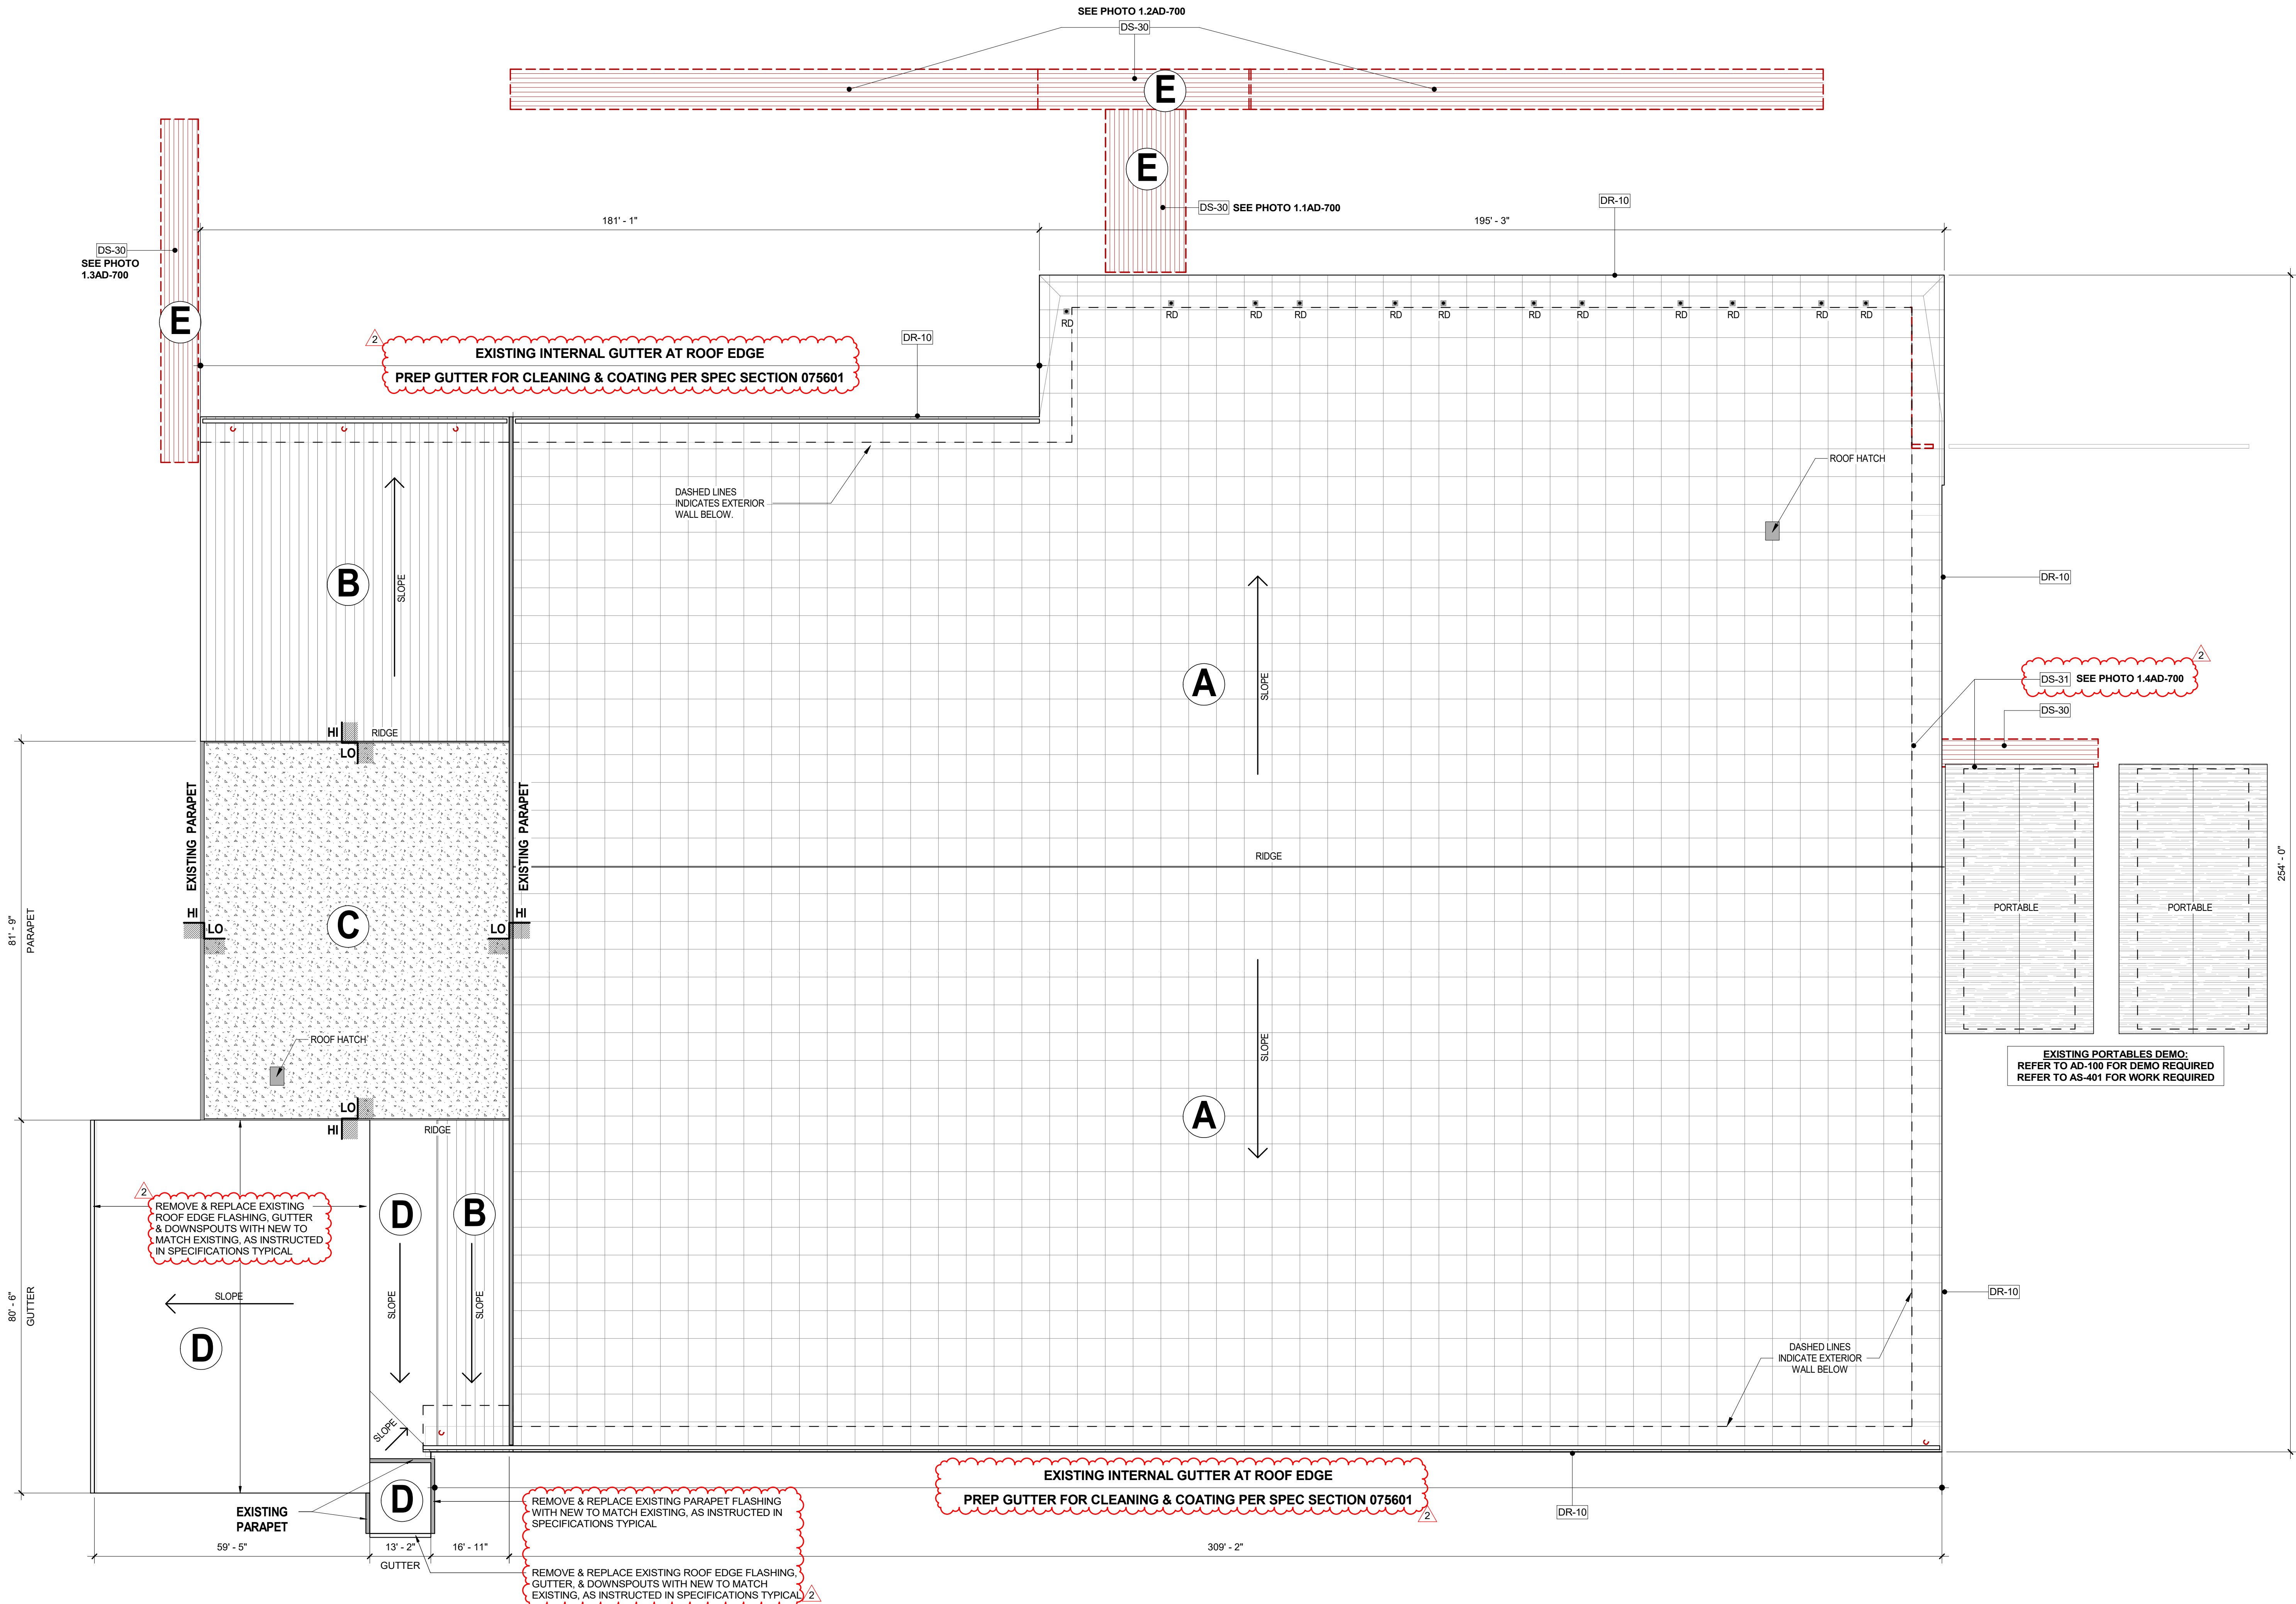 SEE PHOTO 1.2AD-700
DS-30
E
E
DS-30 SEE PHOTO 1.1AD-700
DR-10
181' - 1"
195' - 3"
DS-30
SEE PHOTO
1.3AD-700
E
RD
RD
RD
RD
RD
RD
RD
RD
RD
RD
RD
RD
2
EXISTING INTERNAL GUTTER AT ROOF EDGE
PREP GUTTER FOR CLEANING & COATING PER SPEC SECTION 075601
DR-10
DASHED LINES
INDICATES EXTERIOR
WALL BELOW.
ROOF HATCH
B
SLOPE
A
SLOPE
DR-10
2
DS-31 SEE PHOTO 1.4AD-700
DS-30
HI
RIDGE
LO
EXISTING PARAPET
EXISTING PARAPET
RIDGE
254' - 0"
81' - 9"
PARAPET
HI
LO
C
LO
HI
PORTABLE
PORTABLE
ROOF HATCH
SLOPE
EXISTING PORTABLES DEMO:
REFER TO AD-100 FOR DEMO REQUIRED
REFER TO AS-401 FOR WORK REQUIRED
LO
HI
RIDGE
A
2
REMOVE & REPLACE EXISTING
ROOF EDGE FLASHING, GUTTER
& DOWNSPOUTS WITH NEW TO
MATCH EXISTING, AS INSTRUCTED
IN SPECIFICATIONS TYPICAL
D
B
80' - 6"
GUTTER
SLOPE
SLOPE
SLOPE
D
DR-10
DASHED LINES
INDICATE EXTERIOR
WALL BELOW
SLOPE
EXISTING INTERNAL GUTTER AT ROOF EDGE
PREP GUTTER FOR CLEANING & COATING PER SPEC SECTION 075601
2
DR-10
D
EXISTING
PARAPET
REMOVE & REPLACE EXISTING PARAPET FLASHING
WITH NEW TO MATCH EXISTING, AS INSTRUCTED IN
SPECIFICATIONS TYPICAL
59' - 5"
13' - 2"
16' - 11"
309' - 2"
GUTTER
REMOVE & REPLACE EXISTING ROOF EDGE FLASHING,
GUTTER, & DOWNSPOUTS WITH NEW TO MATCH
EXISTING, AS INSTRUCTED IN SPECIFICATIONS TYPICAL
2